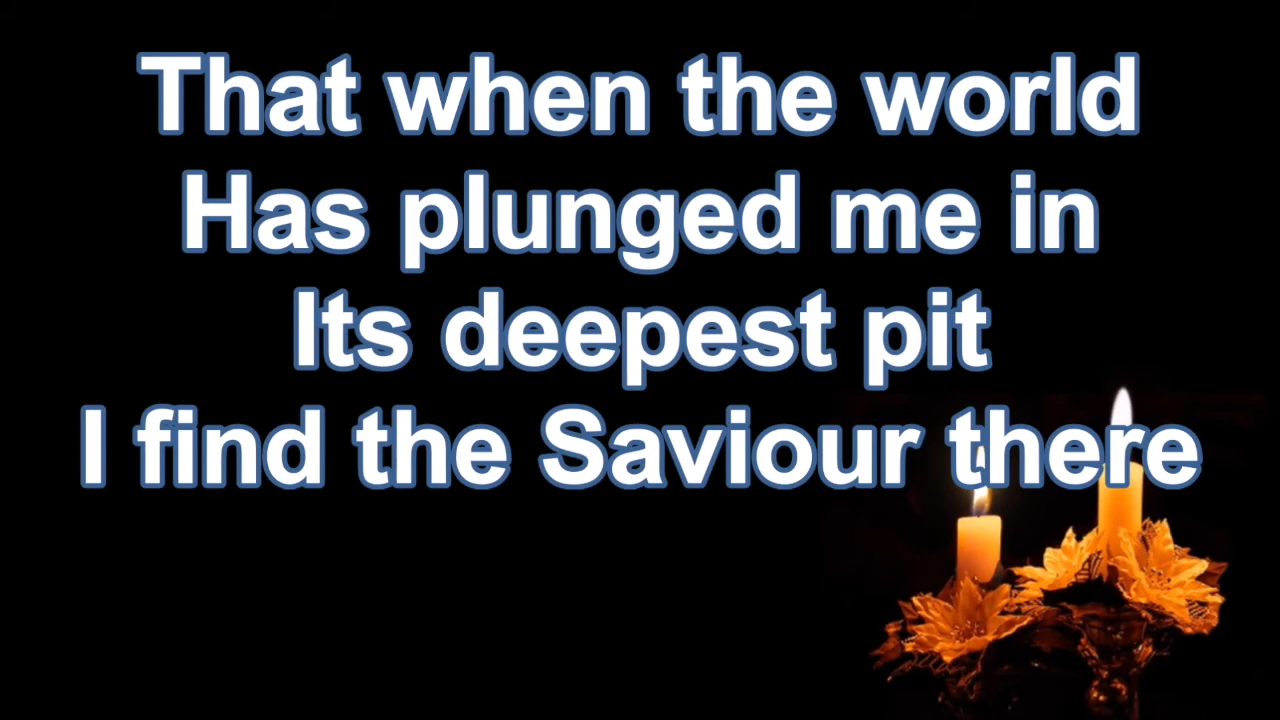 That when the world
Has plunged me in
Its deepest pit
I find the Saviour there